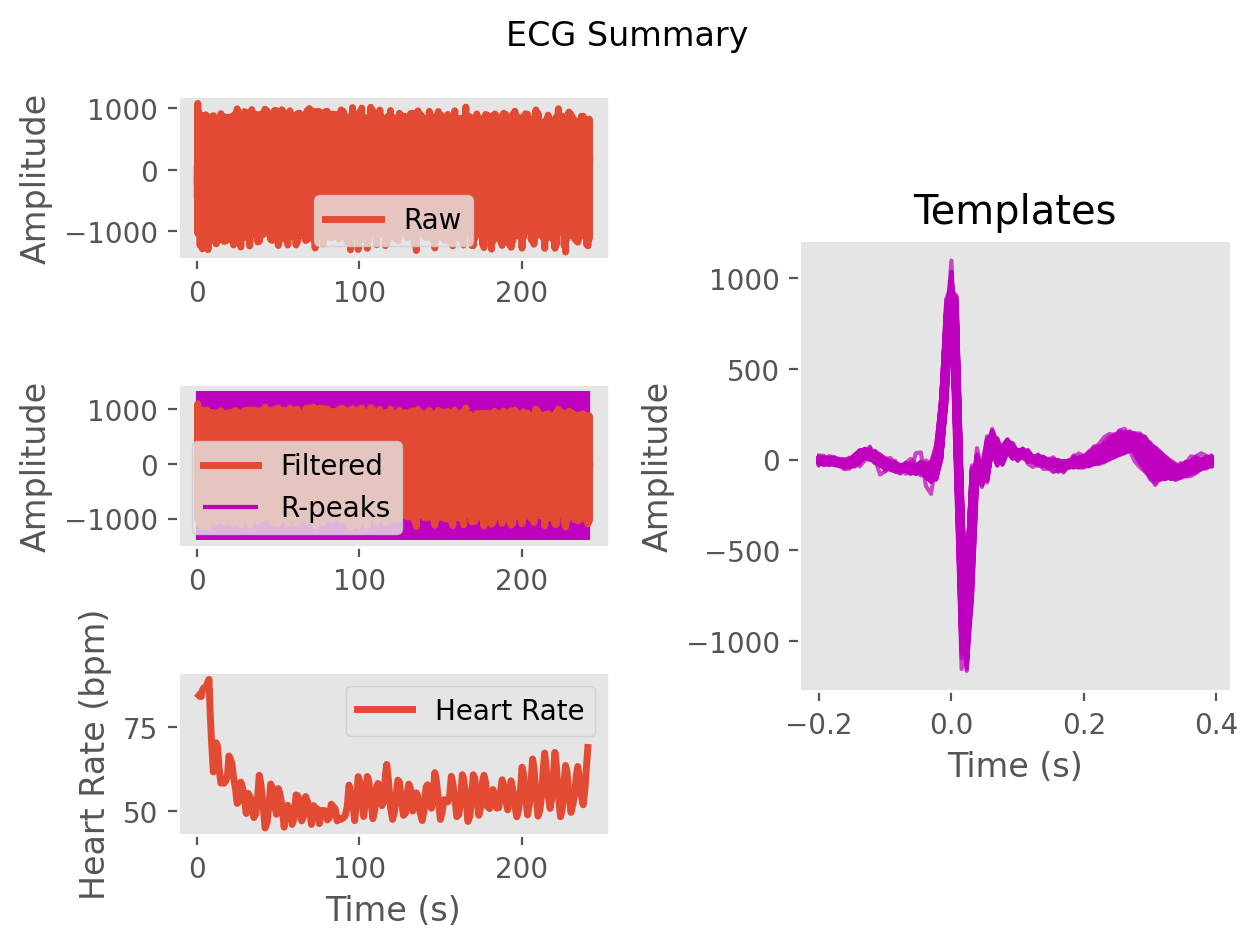 ECG Summary
Amplitude
1000
0
−1000
Raw
0 100 200
Amplitude
1000
0
−1000
Filtered
R-peaks
0 100 200
Heart Rate (bpm)
75
50
Heart Rate
0 100 200
Time (s)
Templates
Amplitude
1000
500
0
−500
−1000
−0.2 0.0 0.2 0.4
Time (s)